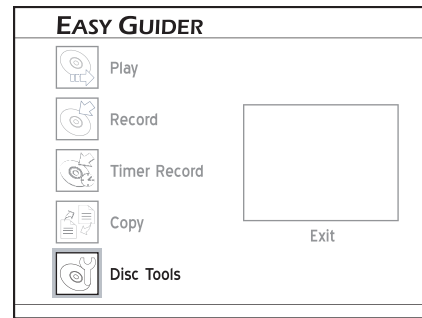 EASY GUIDER
Play
Record
Timer Record
Copy
Exit
Disc Tools